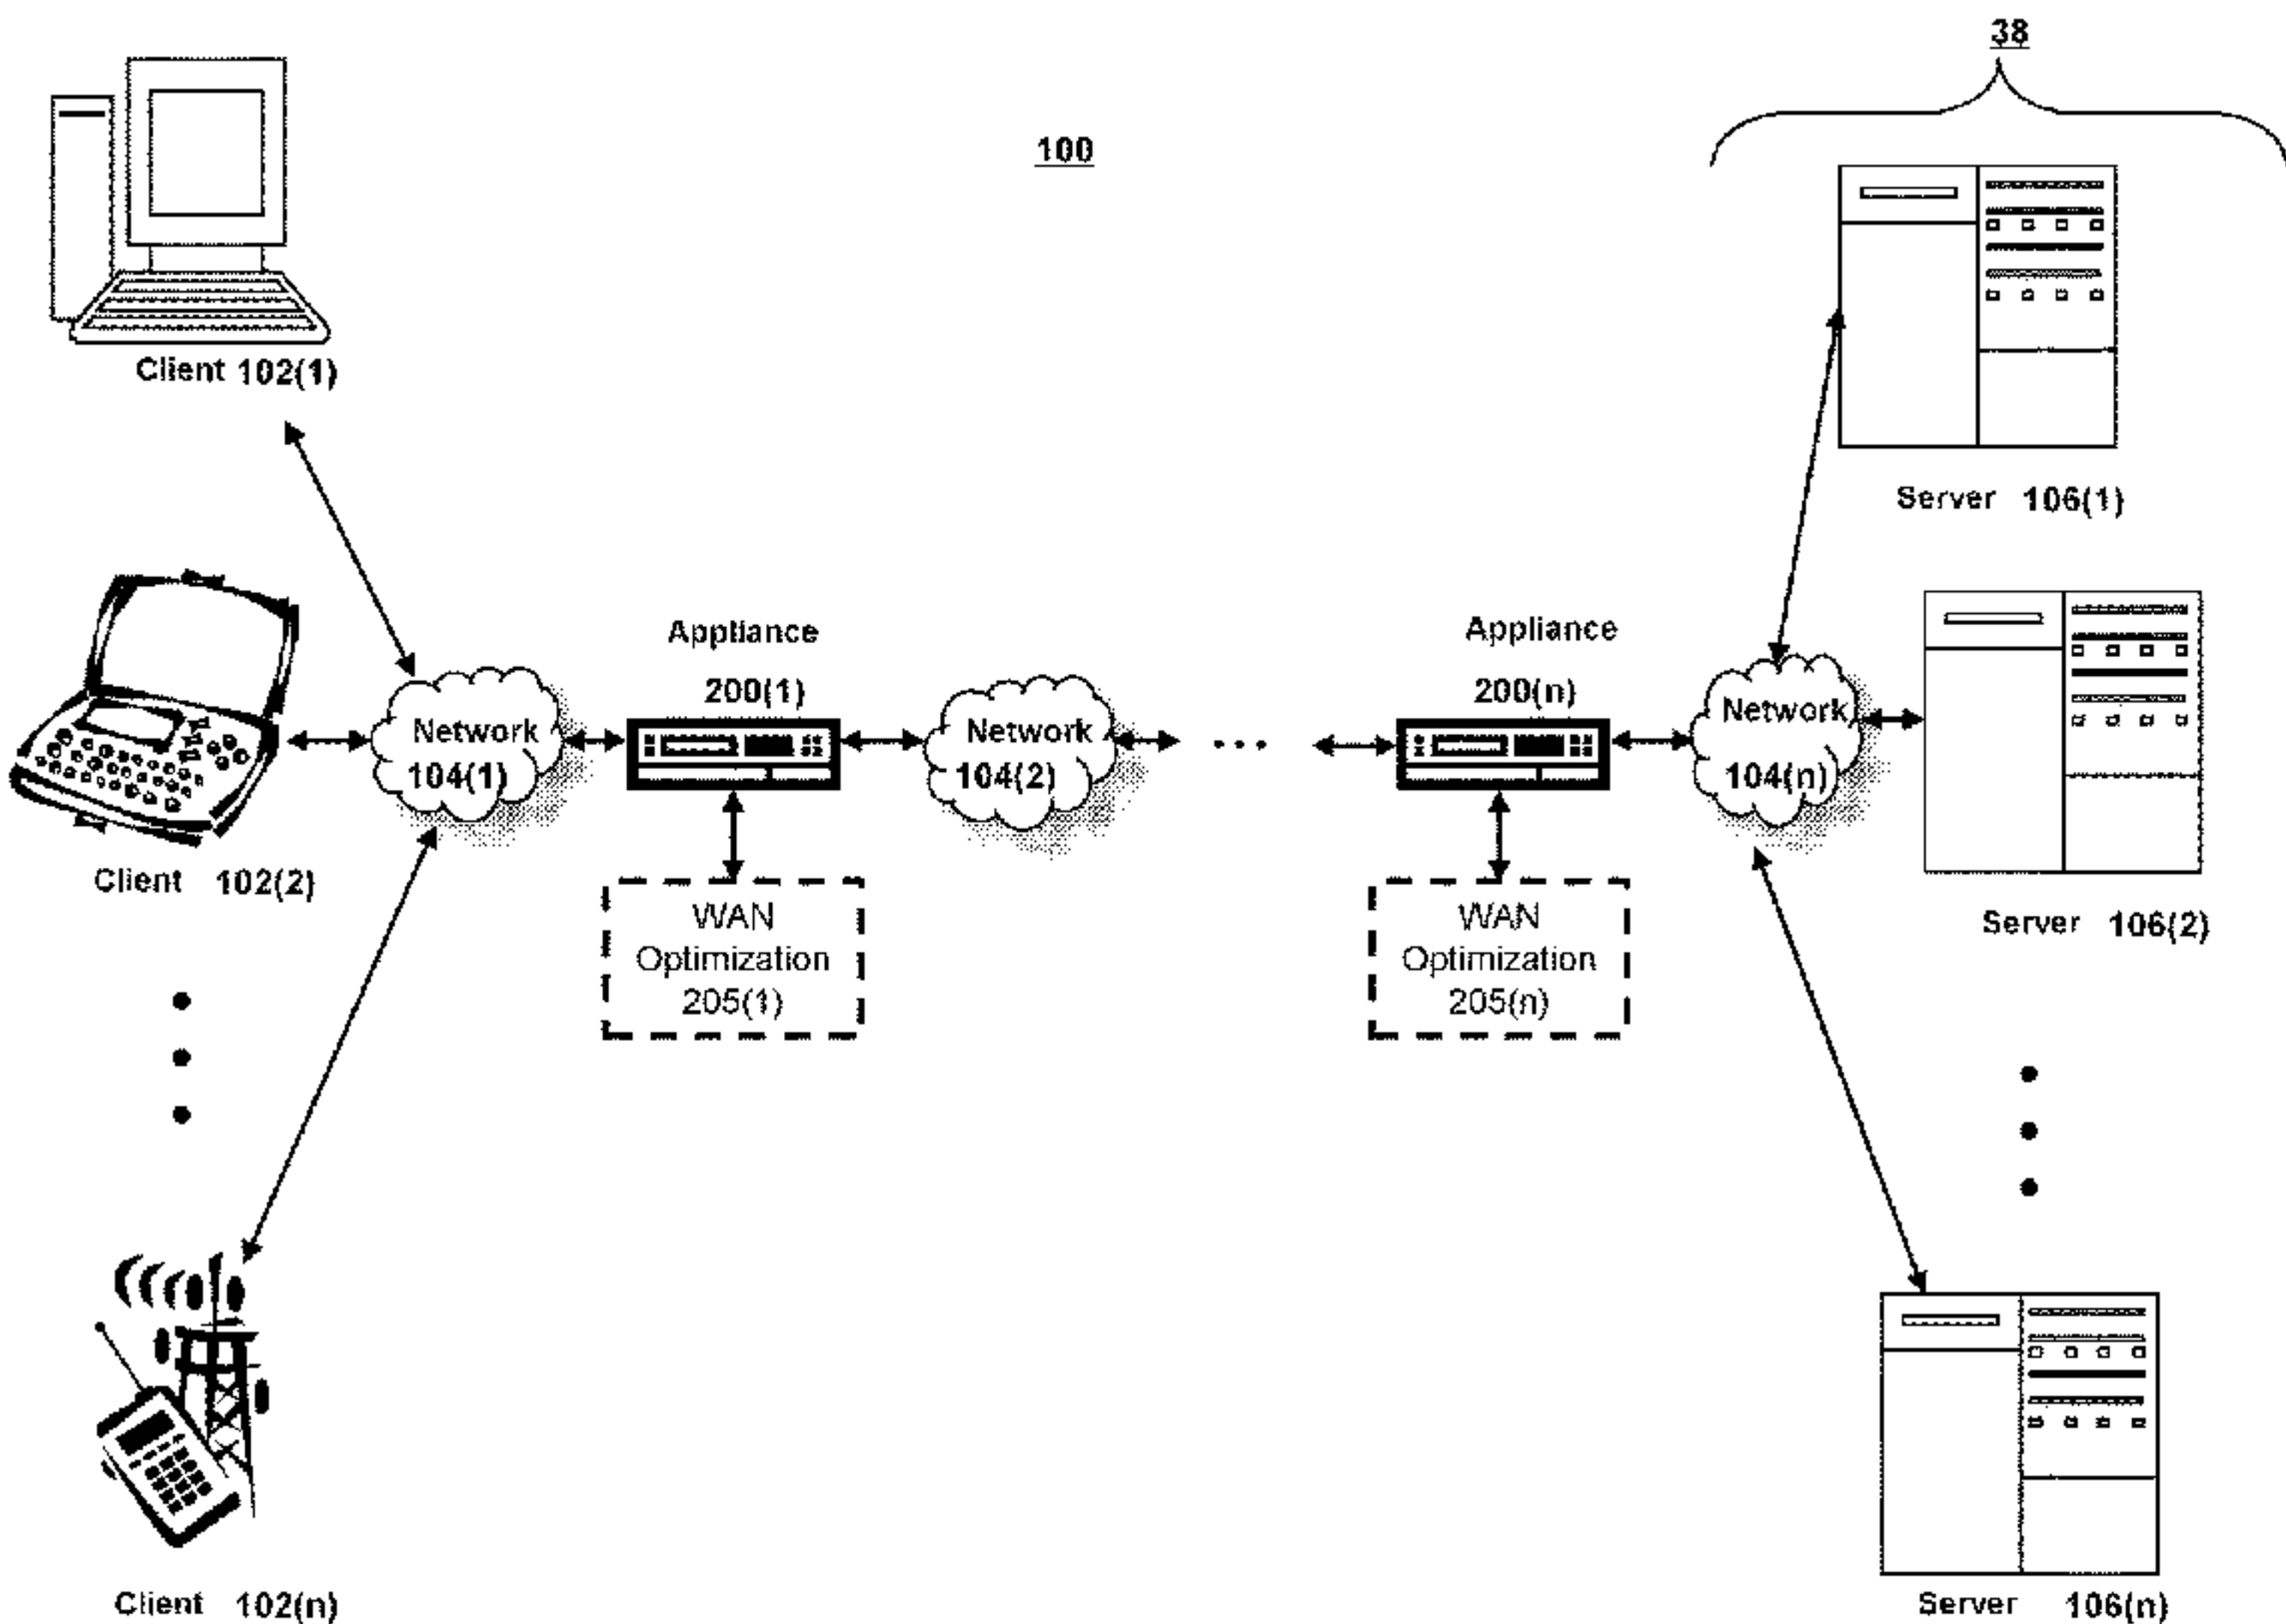 38
100
Client 102(1)
Server 106(1)
Appliance
200(1)
Appliance
200(n)
Network
104(1)
Network
104(2)
...
Network
104(n)
Client 102(2)
WAN
Optimization
205(1)
WAN
Optimization
205(n)
Server 106(2)
Client 102(n)
Server 106(n)